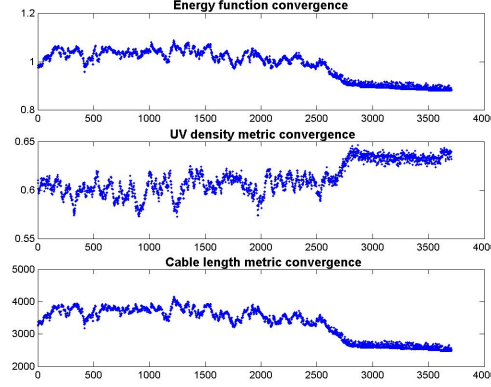 Energy function convergence
1.2
1
0.8
0 500 1000 1500 2000 2500 3000 3500 4000
UV density metric convergence
0.65
0.6
0.55
0 500 1000 1500 2000 2500 3000 3500 4000
Cable length metric convergence
5000
4000
3000
2000
0 500 1000 1500 2000 2500 3000 3500 4000